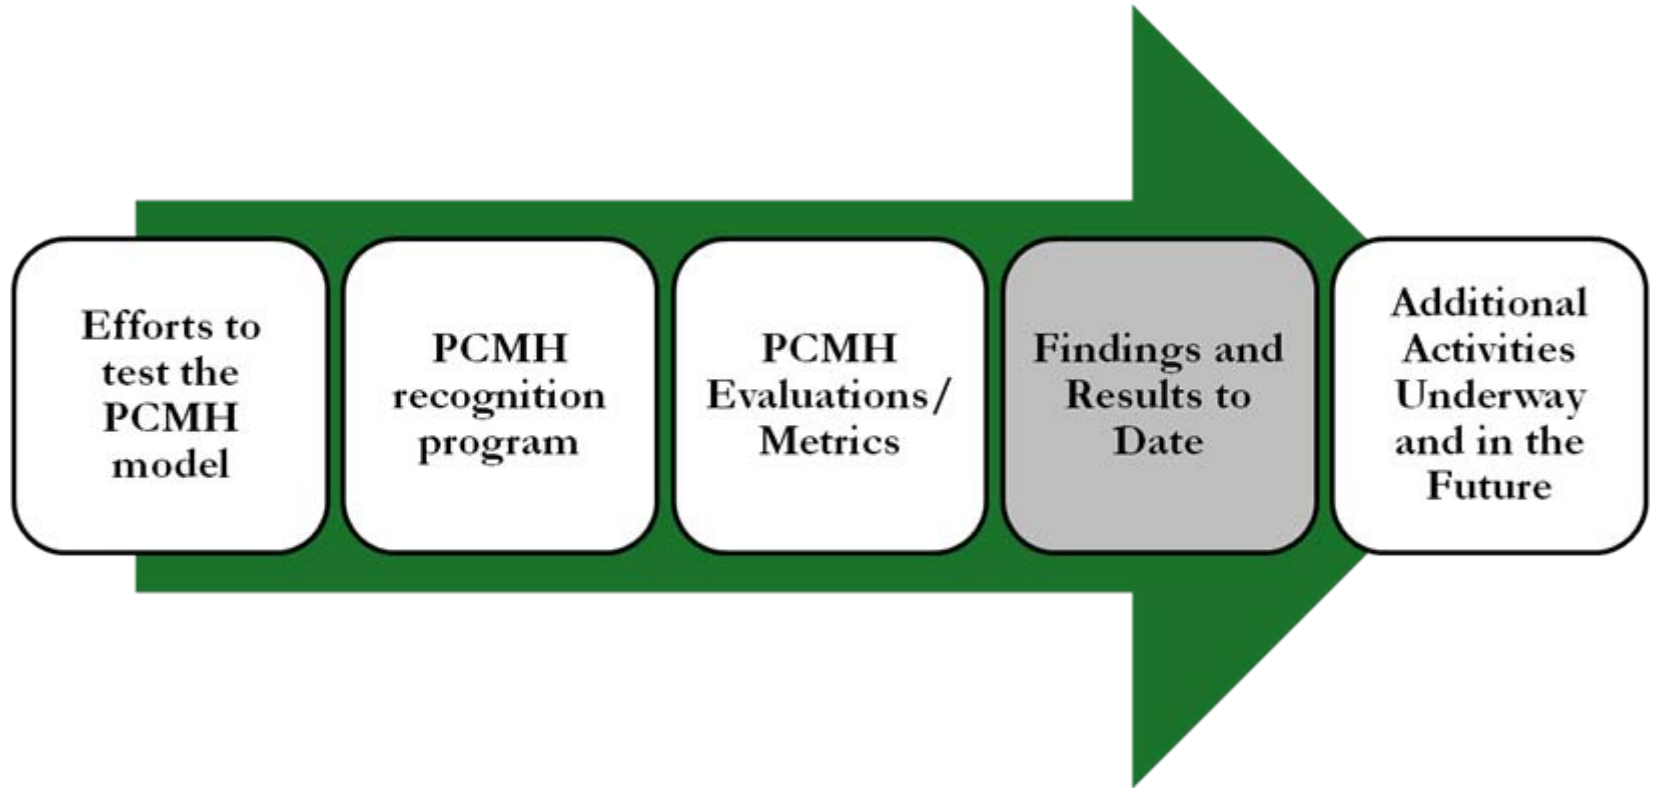 Efforts to
test the
PCMH
model
PCMH
recognition
program
PCMH
Evaluations/
Metrics
Findings and
Results to
Date
Additional
Activities
Underway
and in the
Future